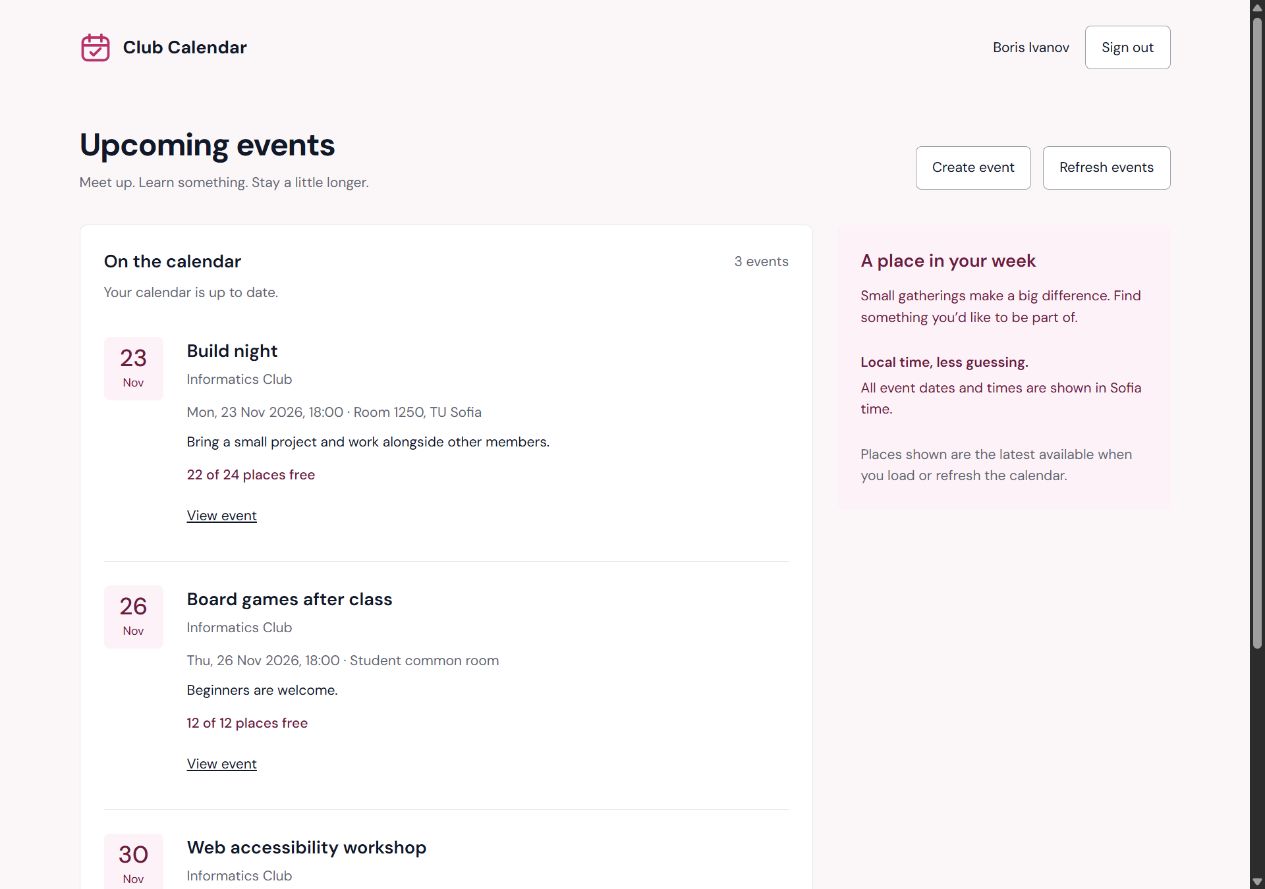 Club Calendar
Boris Ivanov
Sign out
Upcoming events
Meet up. Learn something. Stay a little longer.
Create event
Refresh events
On the calendar
3 events
Your calendar is up to date.
23
Nov
Build night
Informatics Club
Mon, 23 Nov 2026, 18:00 · Room 1250, TU Sofia
Bring a small project and work alongside other members.
22 of 24 places free
View event
26
Nov
Board games after class
Informatics Club
Thu, 26 Nov 2026, 18:00 · Student common room
Beginners are welcome.
12 of 12 places free
View event
30
Nov
Web accessibility workshop
Informatics Club
A place in your week
Small gatherings make a big difference. Find
something you’d like to be part of.
Local time, less guessing.
All event dates and times are shown in Sofia
time.
Places shown are the latest available when
you load or refresh the calendar.